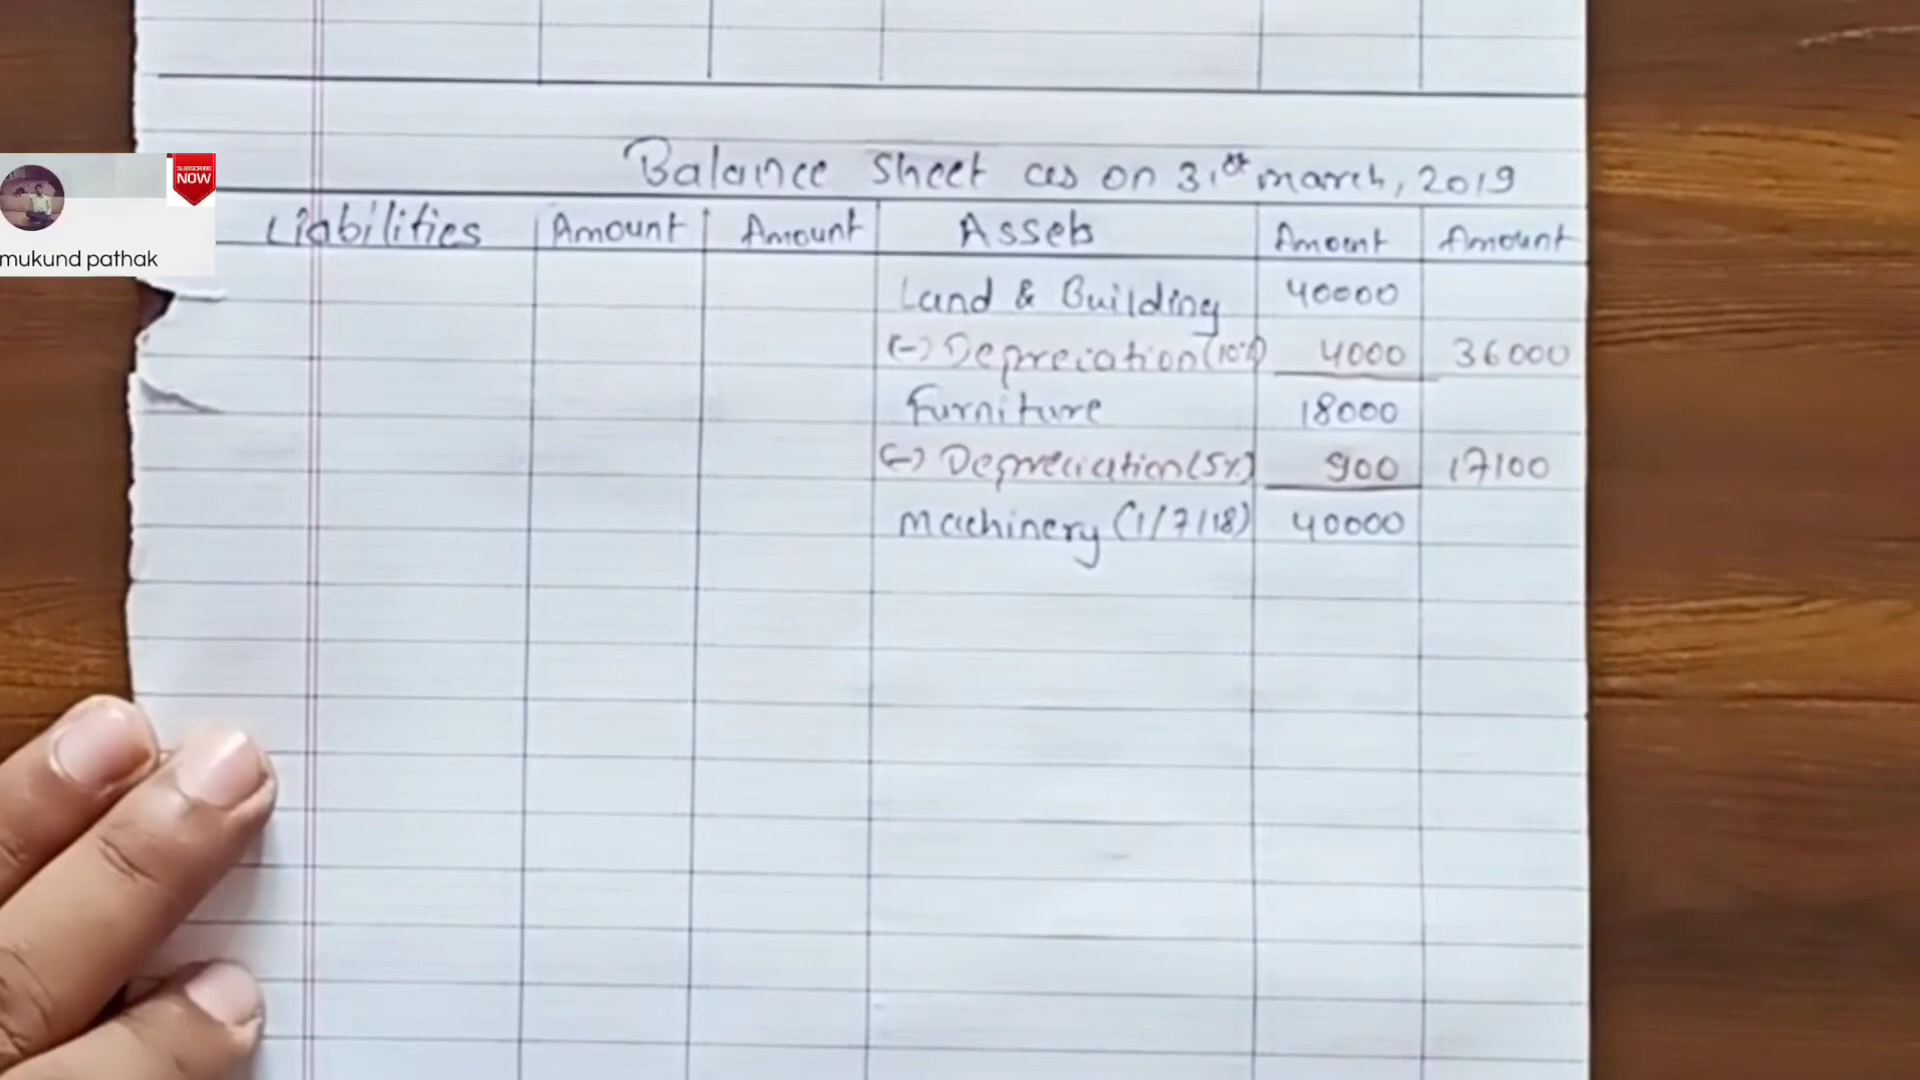 Balance Sheet as on 31st march, 2019
SUBSCRIBE NOW
mukund pathak
Liabilities Amount Amount Assets Amount Amount
Land & Building 40000
(-) Depreciation (10%) 4000 36000
Furniture 18000
(-) Depreciation (5%) 900 17100
Machinery (1/7/18) 40000